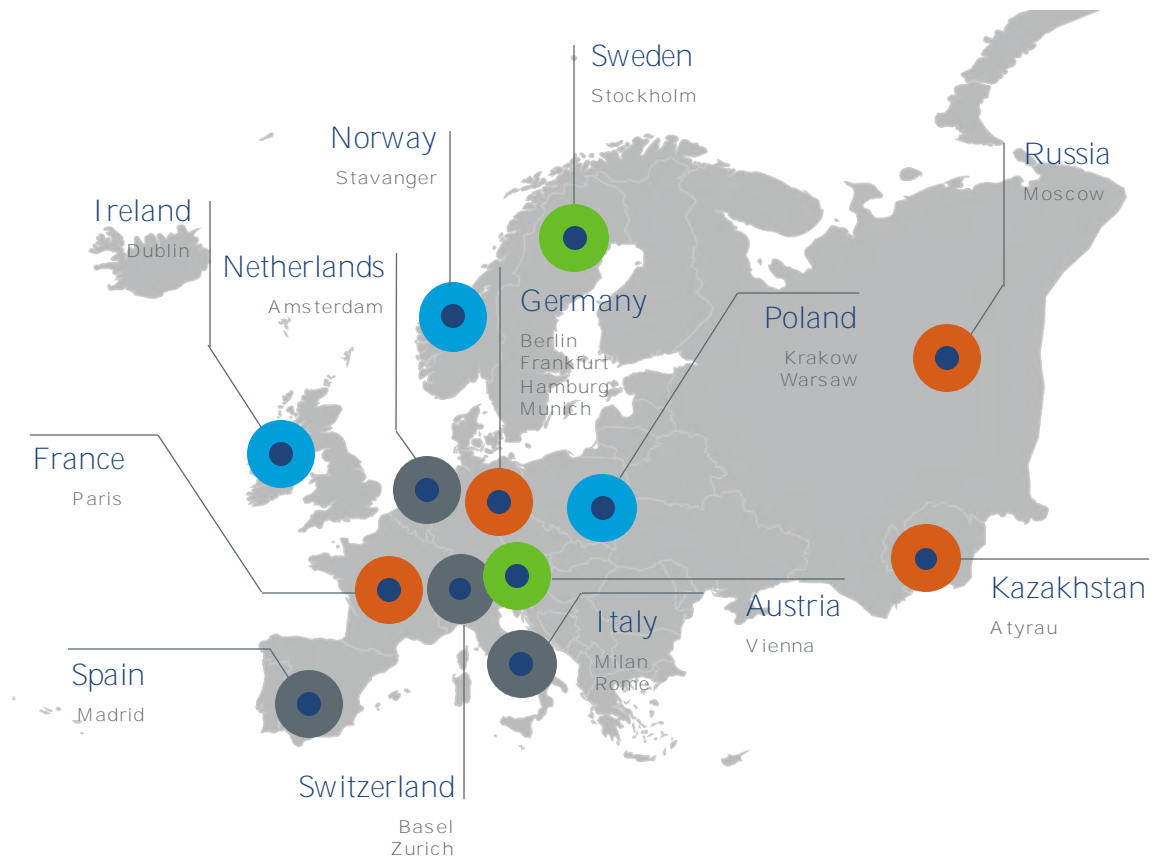 Sweden
Stockholm
Norway
Stavanger
Russia
Moscow
Ireland
Dublin
Netherlands
Amsterdam
Germany
Berlin
Frankfurt
Hamburg
Munich
Poland
Krakow
Warsaw
France
Paris
Kazakhstan
Atyrau
Austria
Vienna
Italy
Milan
Rome
Spain
Madrid
Switzerland
Basel
Zurich